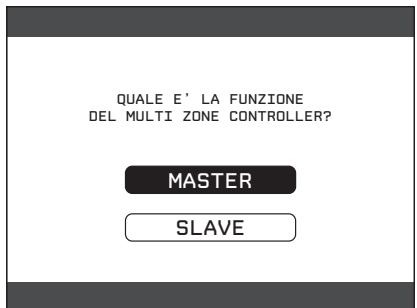 QUALE E' LA FUNZIONE
DEL MULTI ZONE CONTROLLER?
MASTER
SLAVE